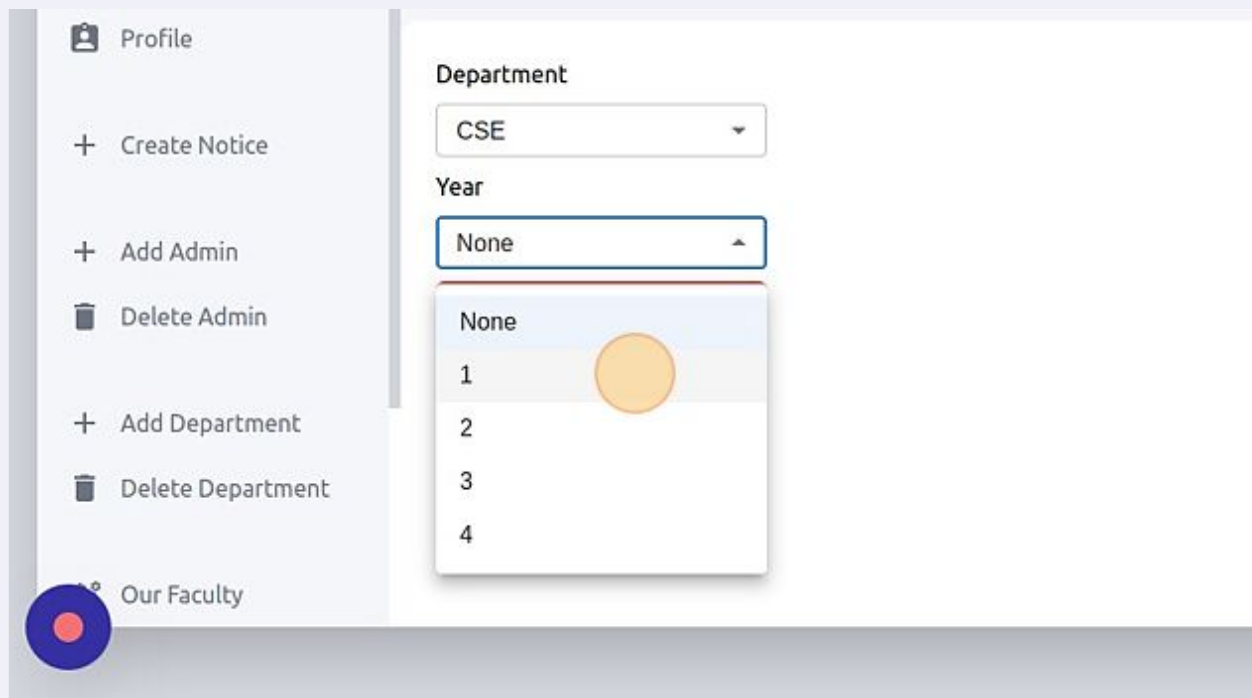 Profile
Create Notice
Add Admin
Delete Admin
Add Department
Delete Department
Our Faculty
Department
CSE
Year
None
None
1
2
3
4